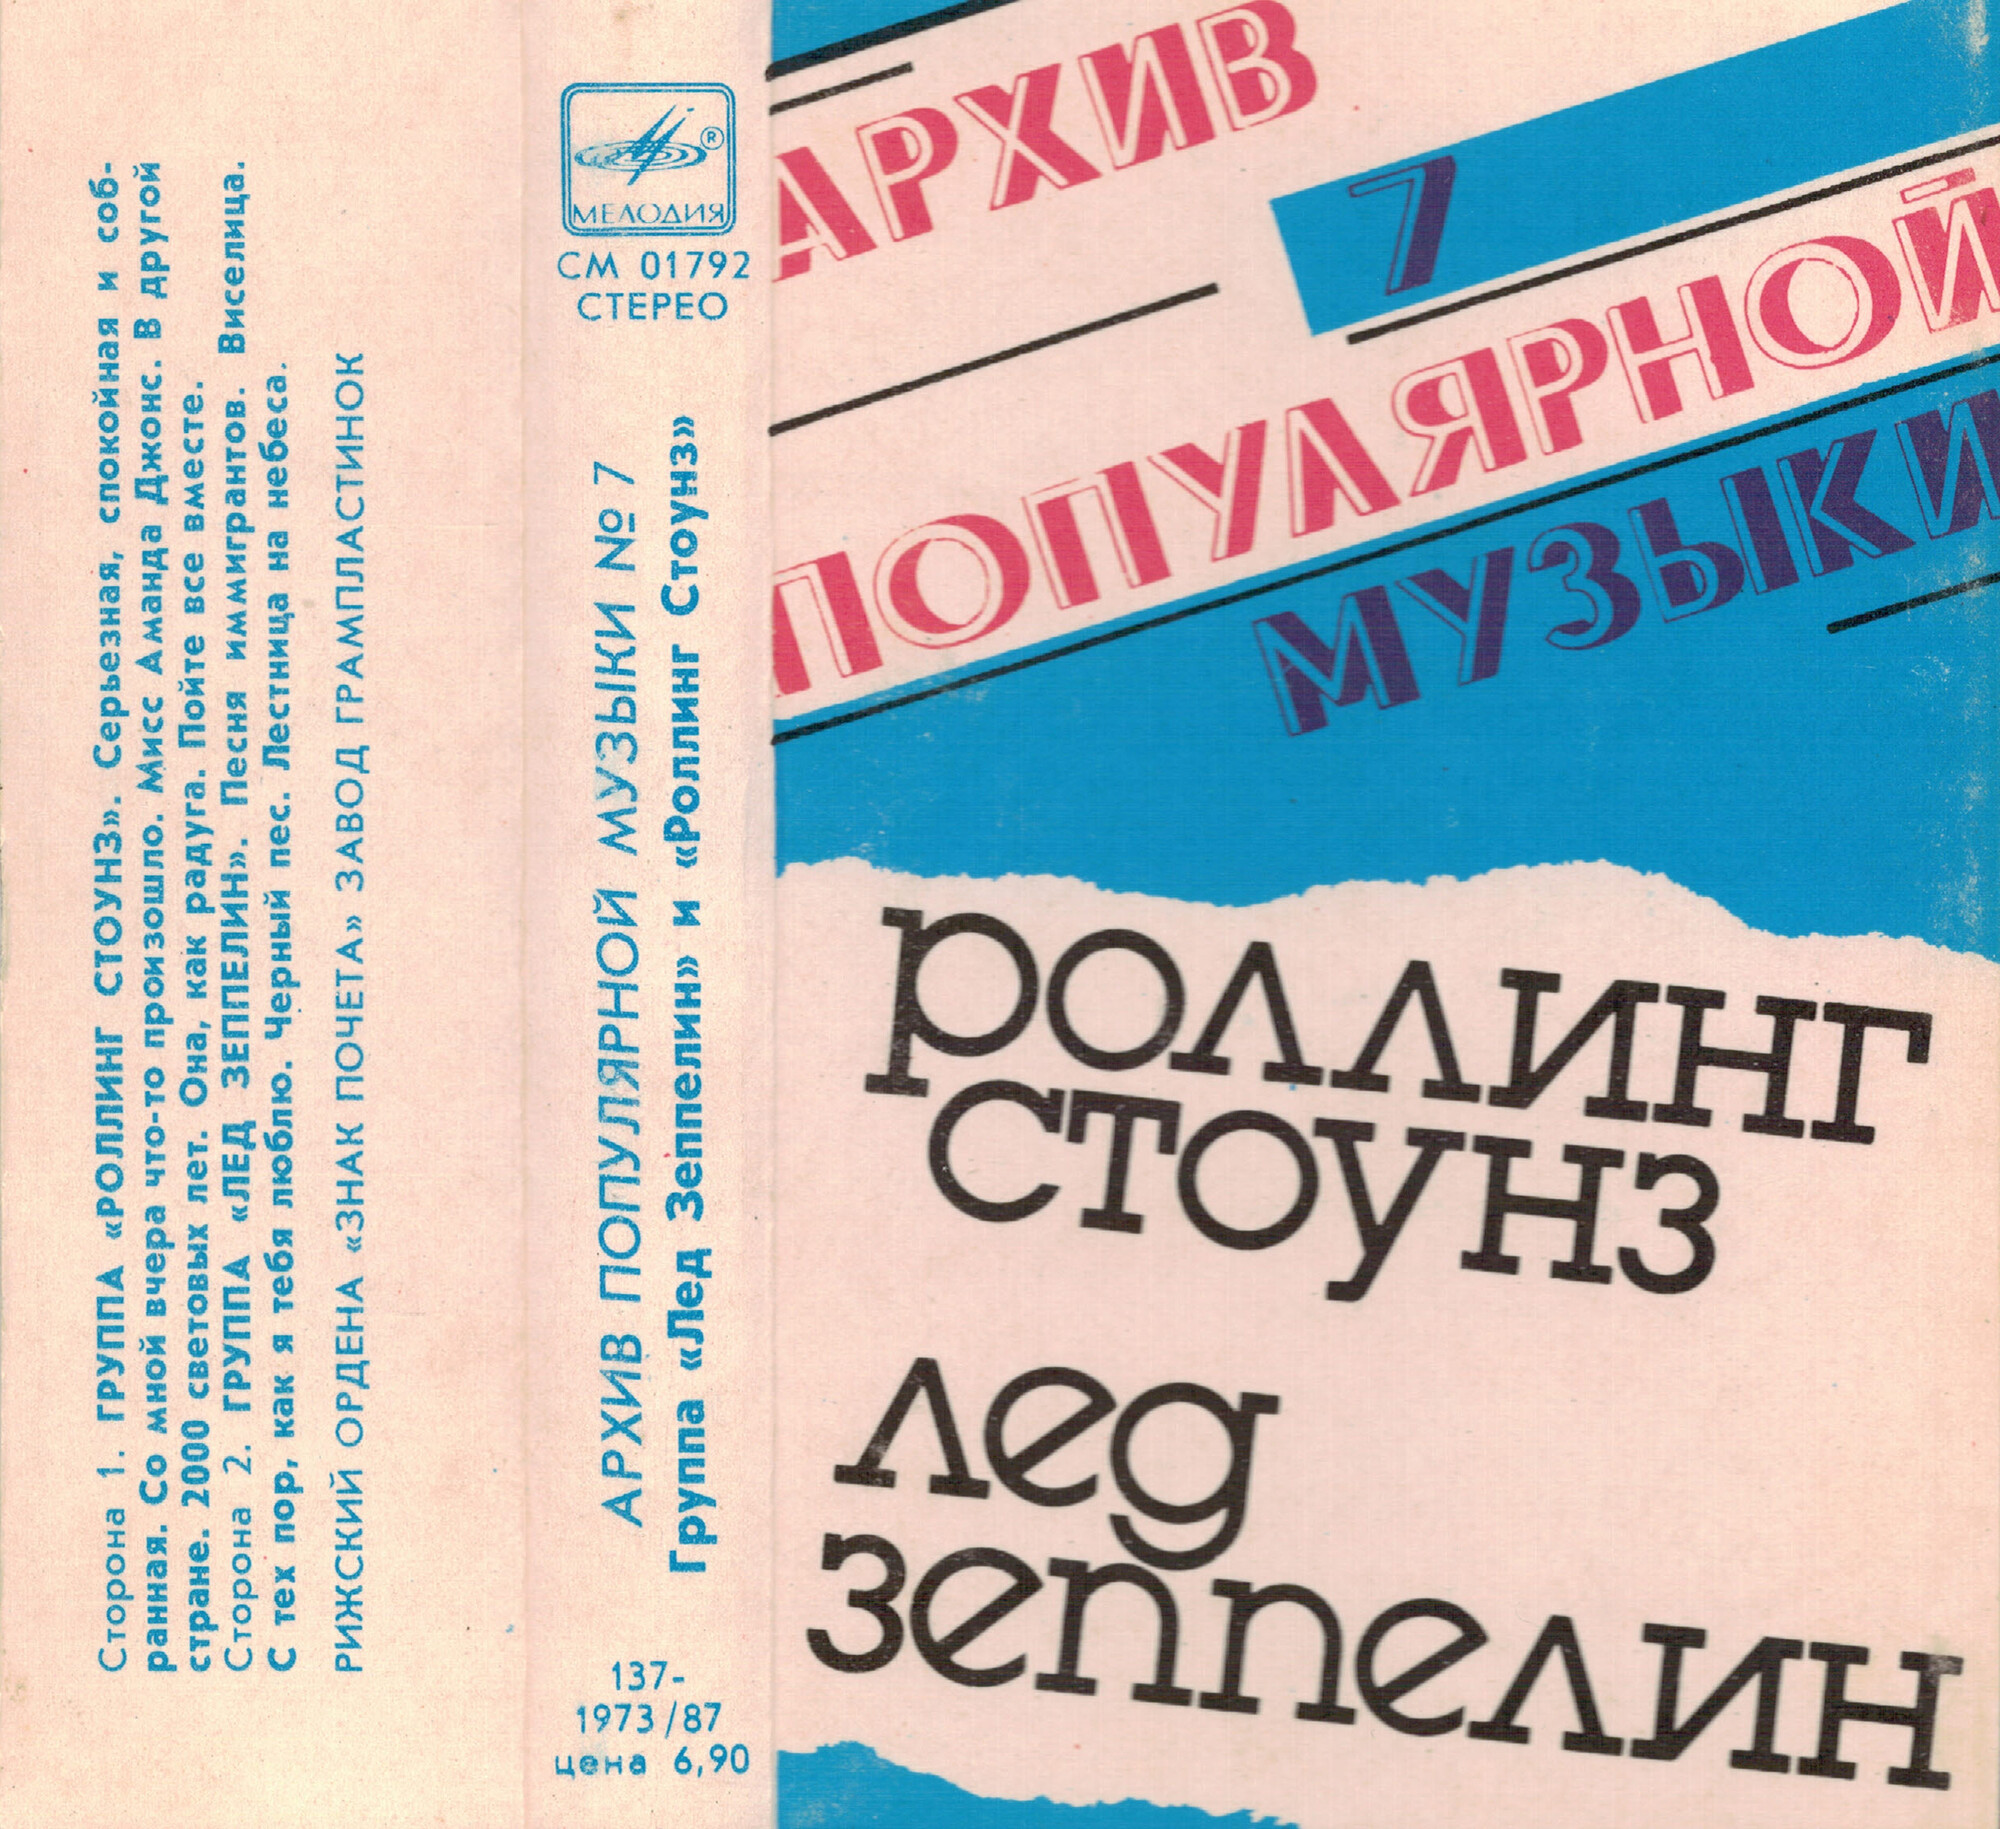 Сторона 1. ГРУППА «РОЛЛИНГ СТОУНЗ». Серьезная, спокойная и соб-
ранная. Со мной вчера что-то произошло. Мисс Аманда Джонс. В другой
стране. 2000 световых лет. Она, как радуга. Пойте все вместе.
Сторона 2. ГРУППА «ЛЕД ЗЕППЕЛИН». Песня иммигрантов. Виселица.
С тех пор, как я тебя люблю. Черный пес. Лестница на небеса.
РИЖСКИЙ ОРДЕНА «ЗНАК ПОЧЕТА» ЗАВОД ГРАМПЛАСТИНОК
®
МЕЛОДИЯ
СМ 01792
СТЕРЕО
АРХИВ ПОПУЛЯРНОЙ МУЗЫКИ № 7
Группа «Лед Зеппелин» и «Роллинг Стоунз»
137-
1973/87
цена 6,90
АРХИВ
7
ПОПУЛЯРНОЙ
МУЗЫКИ
РОЛЛИНГ
СТОУНЗ
ЛЕД
ЗЕППЕЛИН